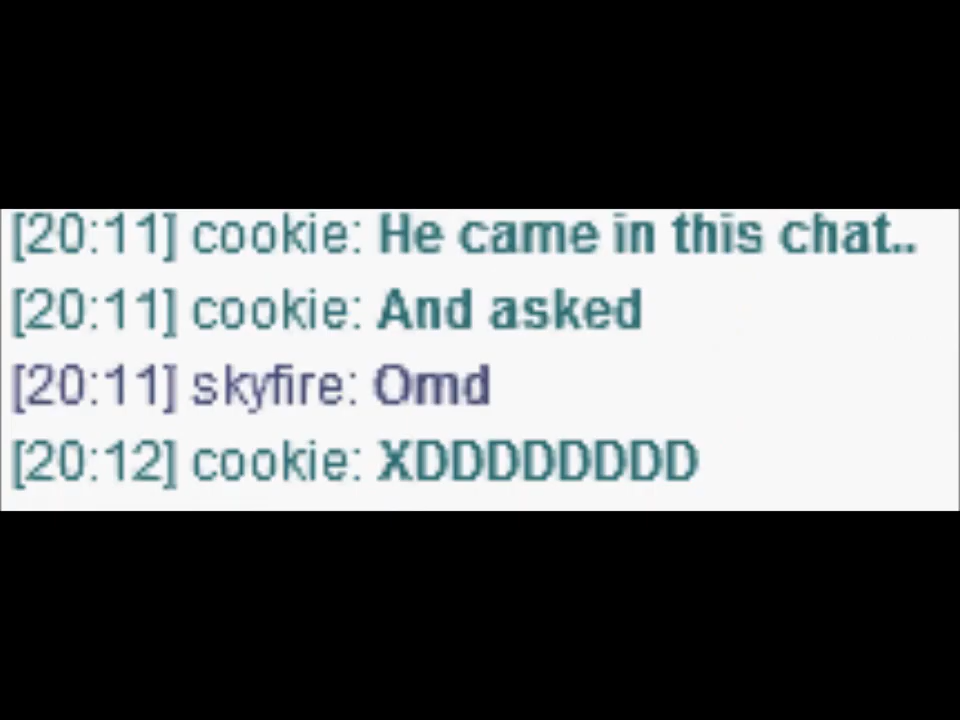 [20:11] cookie: He came in this chat..
[20:11] cookie: And asked
[20:11] skyfire: Omd
[20:12] cookie: XDDDDDDDD